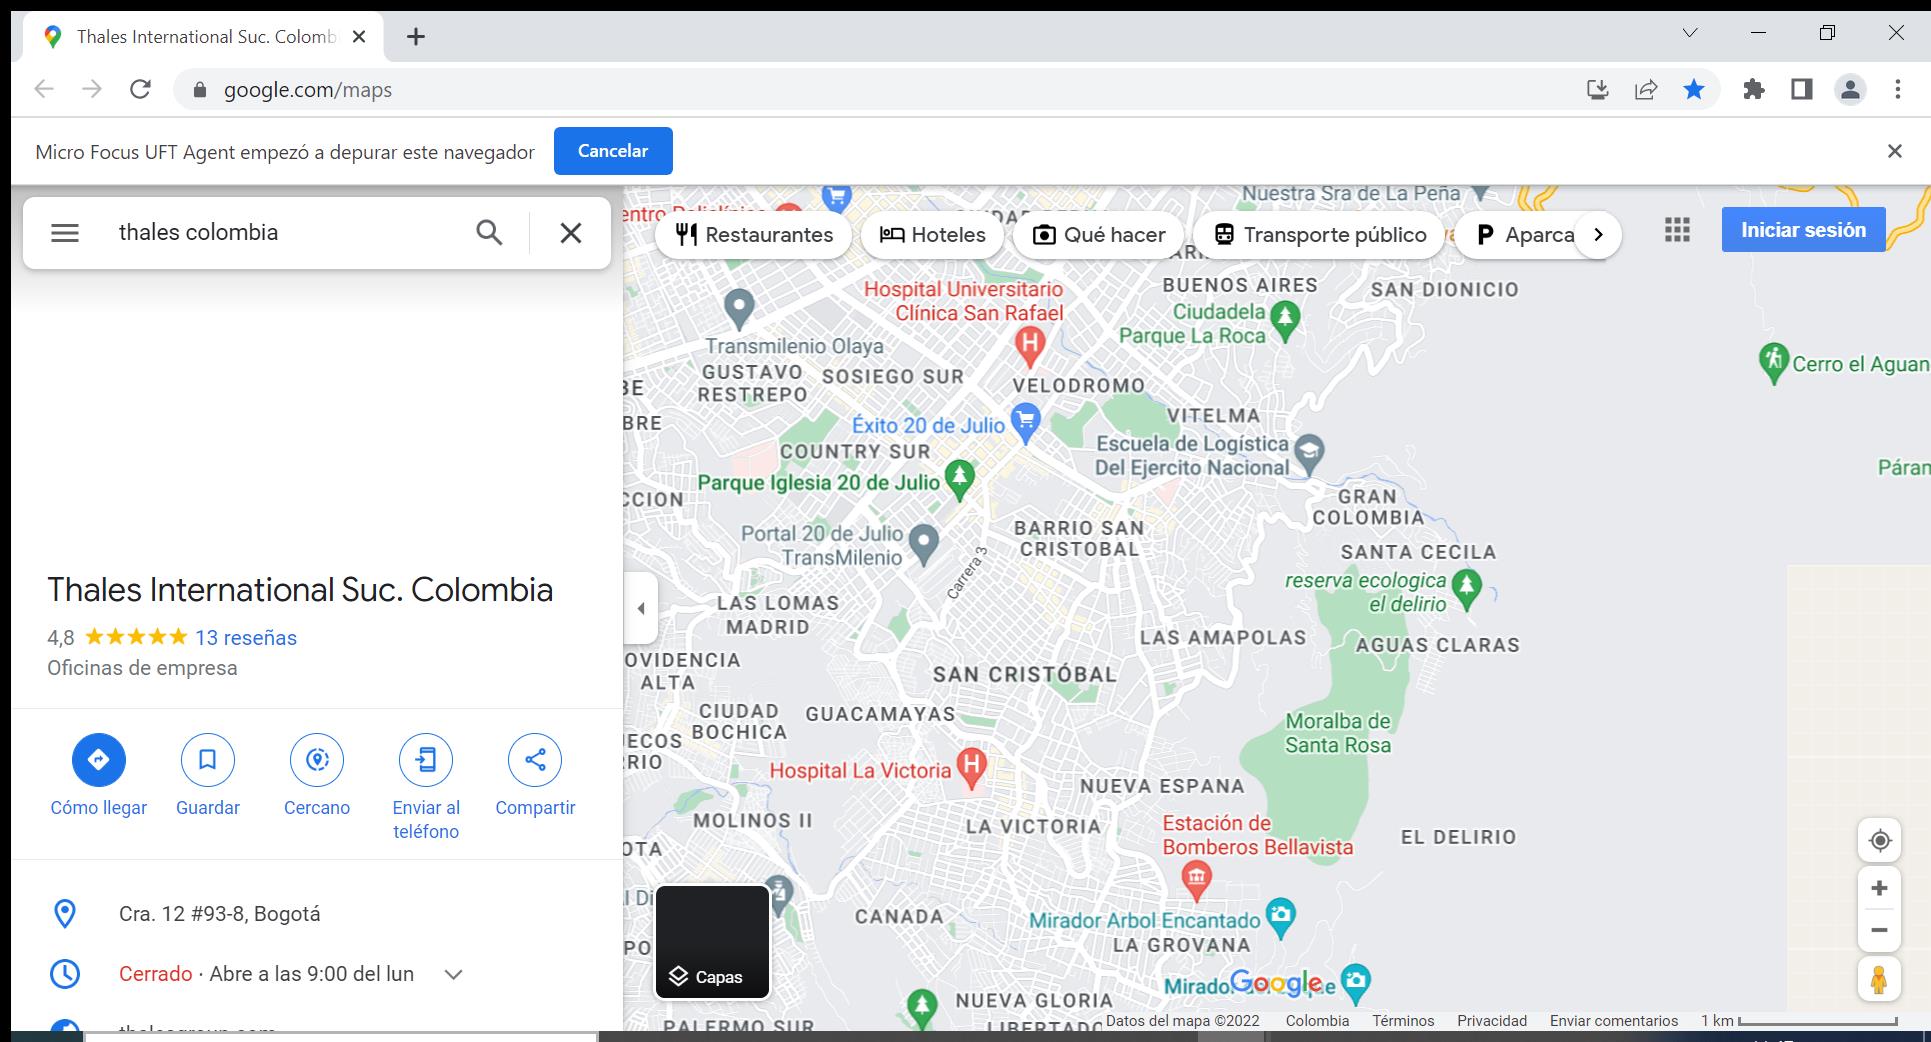 Thales International Suc. Colomb
google.com/maps
Micro Focus UFT Agent empezó a depurar este navegador
Cancelar
thales colombia
Thales International Suc. Colombia
4,8
13 reseñas
Oficinas de empresa
Cómo llegar
Guardar
Cercano
Enviar al
teléfono
Compartir
Cra. 12 #93-8, Bogotá
Cerrado · Abre a las 9:00 del lun
Nuestra Sra de La Peña
Restaurantes
Hoteles
Qué hacer
Transporte público
Aparca
Iniciar sesión
Hospital Universitario
Clínica San Rafael
BUENOS AIRES
SAN DIONICIO
Ciudadela
Parque La Roca
Transmilenio Olaya
GUSTAVO
RESTREPO
SOSIEGO SUR
VELODROMO
Cerro el Aguan
BRE
Éxito 20 de Julio
VITELMA
COUNTRY SUR
Escuela de Logística
Del Ejercito Nacional
Parque Iglesia 20 de Julio
Páran
CCION
GRAN
COLOMBIA
Portal 20 de Julio
TransMilenio
BARRIO SAN
CRISTOBAL
Carrera 3
SANTA CECILA
reserva ecologica
el delirio
LAS LOMAS
MADRID
LAS AMAPOLAS
AGUAS CLARAS
OVIDENCIA
ALTA
SAN CRISTÓBAL
CIUDAD
BOCHICA
GUACAMAYAS
Moralba de
Santa Rosa
ECOS
RIO
Hospital La Victoria
NUEVA ESPANA
MOLINOS II
LA VICTORIA
Estación de
Bomberos Bellavista
EL DELIRIO
OTA
CANADA
Mirador Arbol Encantado
LA GROVANA
PO
Capas
Mirador
Google
NUEVA GLORIA
PALERMO SUR
LIBERTAD
Datos del mapa ©2022
Colombia
Términos
Privacidad
Enviar comentarios
1 km